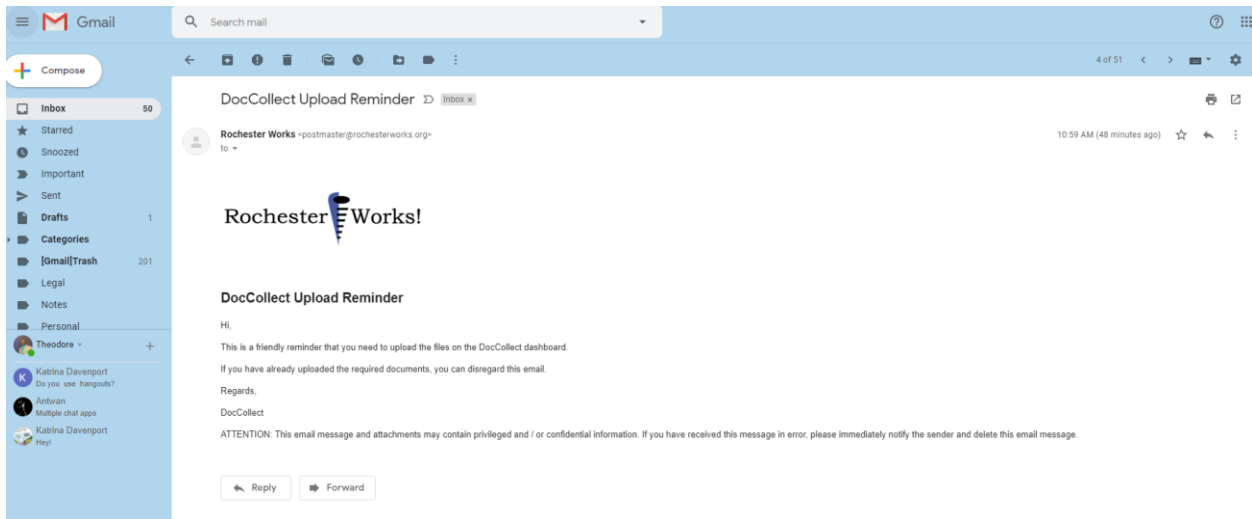 Gmail
Search mail
Compose
4 of 51
Inbox 50
Starred
Snoozed
Important
Sent
Drafts 1
Categories
[Gmail]Trash 201
Legal
Notes
Personal
Theodore
Katrina Davenport
Do you use hangouts?
Antwan
Multiple chat apps
Katrina Davenport
Hey!
DocCollect Upload Reminder Inbox x
Rochester Works <postmaster@rochesterworks.org> 10:59 AM (48 minutes ago)
to
Rochester Works!
DocCollect Upload Reminder
Hi,
This is a friendly reminder that you need to upload the files on the DocCollect dashboard.
If you have already uploaded the required documents, you can disregard this email.
Regards,
DocCollect
ATTENTION: This email message and attachments may contain privileged and / or confidential information. If you have received this message in error, please immediately notify the sender and delete this email message.
Reply Forward